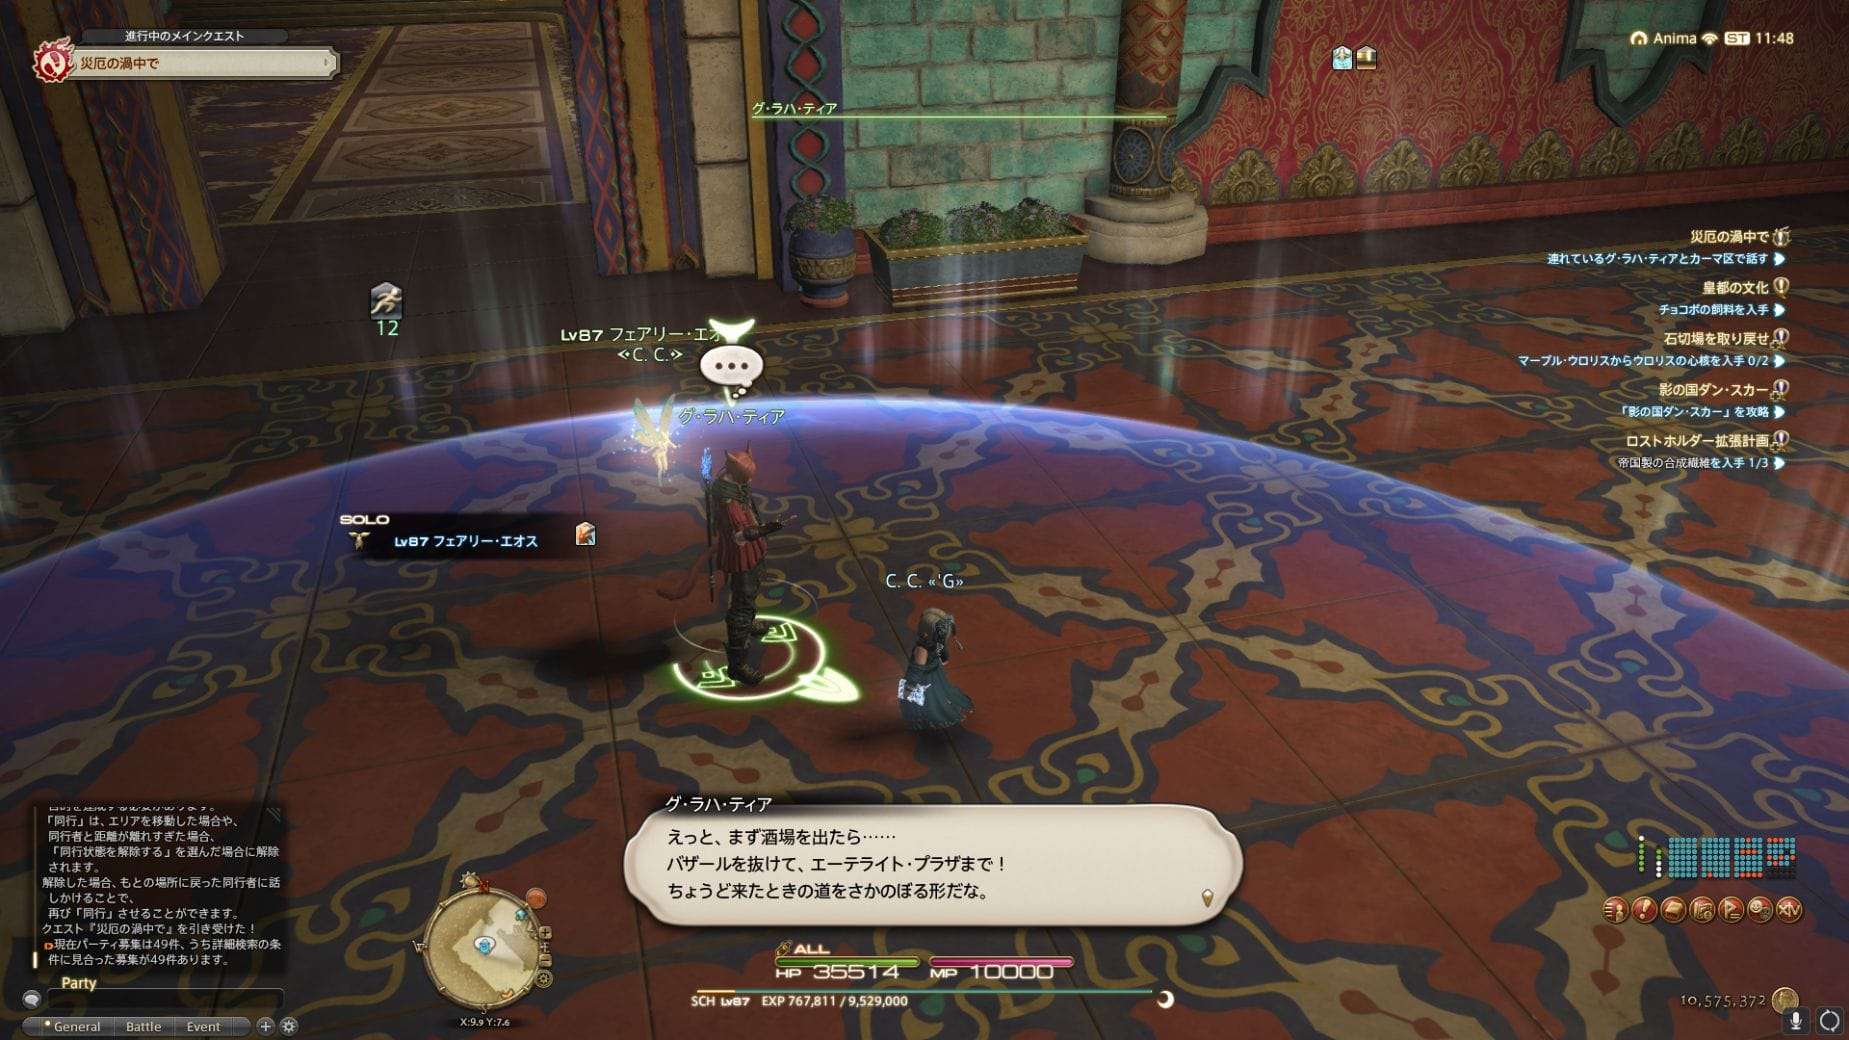 進行中のメインクエスト
災厄の渦中で
Anima ST 11:48
グ・ラハ・ティア
災厄の渦中で
連れているグ・ラハ・ティアとカーマ区で話す
皇都の文化
チョコボの飼料を入手
石切場を取り戻せ
マーブル・ウロリスからウロリスの心核を入手 0/2
影の国ダン・スカー
「影の国ダン・スカー」を攻略
ロストホルダー拡張計画
帝国製の合成繊維を入手 1/3
12
Lv87 フェアリー・エオ
«C. C.»
グ・ラハ・ティア
SOLO
Lv87 フェアリー・エオス
C. C. «'G»
グ・ラハ・ティア
えっと、まず酒場を出たら……
バザールを抜けて、エーテライト・プラザまで！
ちょうど来たときの道をさかのぼる形だな。
「同行」は、エリアを移動した場合や、
同行者と距離が離れすぎた場合、
「同行状態を解除する」を選んだ場合に解除
されます。
解除した場合、もとの場所に戻った同行者に話
しかけることで、
再び「同行」させることができます。
クエスト『災厄の渦中で』を引き受けた！
現在パーティ募集は49件、うち詳細検索の条
件に見合った募集が49件あります。
Party
General Battle Event
N
W
S
X:9.9 Y:7.6
ALL
HP 35514 MP 10000
SCH Lv87 EXP 767,811 / 9,529,000
XIV
10,575,372